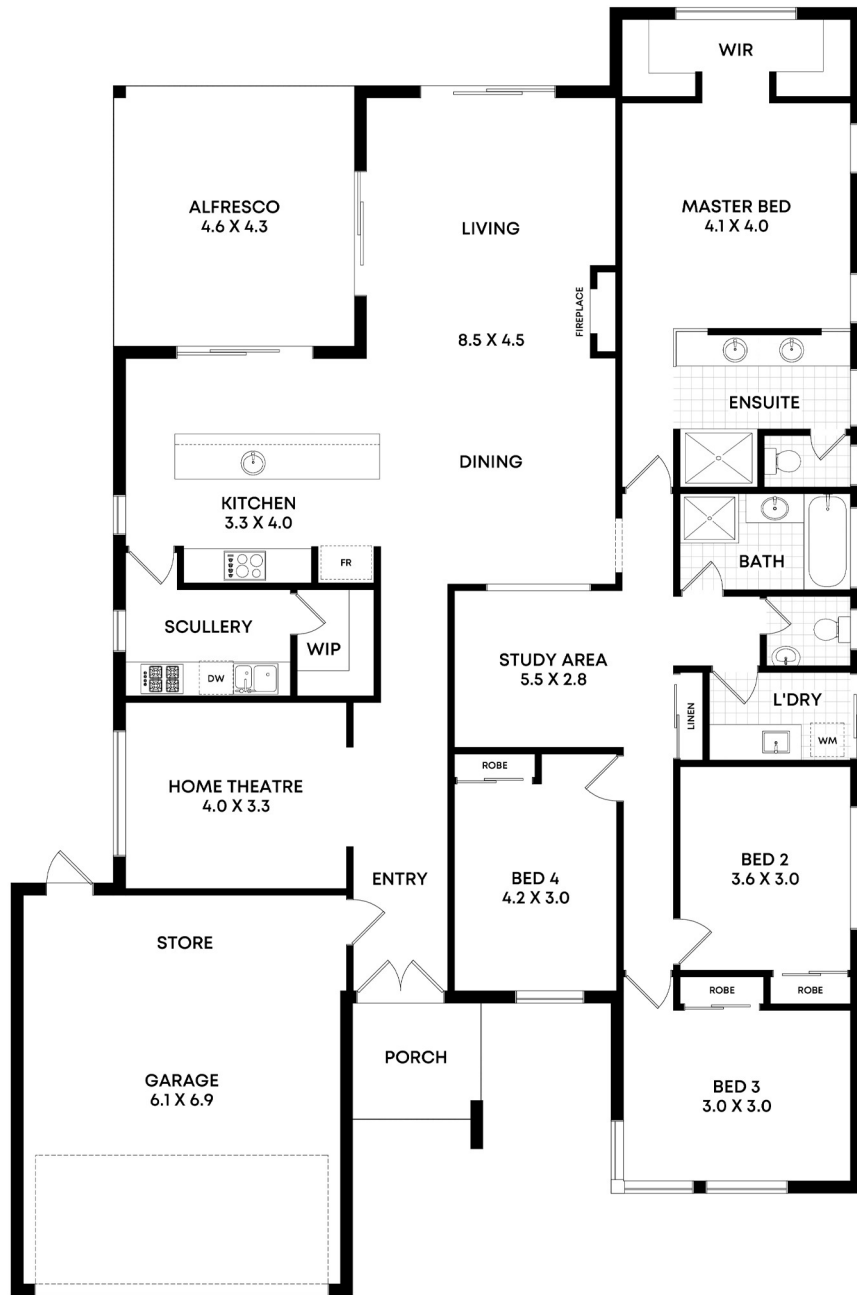 WIR
ALFRESCO
4.6 X 4.3
LIVING
MASTER BED
4.1 X 4.0
FIREPLACE
8.5 X 4.5
ENSUITE
DINING
KITCHEN
3.3 X 4.0
FR
BATH
SCULLERY
WIP
DW
STUDY AREA
5.5 X 2.8
L'DRY
LINEN
WM
HOME THEATRE
4.0 X 3.3
ROBE
ENTRY
BED 4
4.2 X 3.0
BED 2
3.6 X 3.0
STORE
ROBE
ROBE
PORCH
GARAGE
6.1 X 6.9
BED 3
3.0 X 3.0